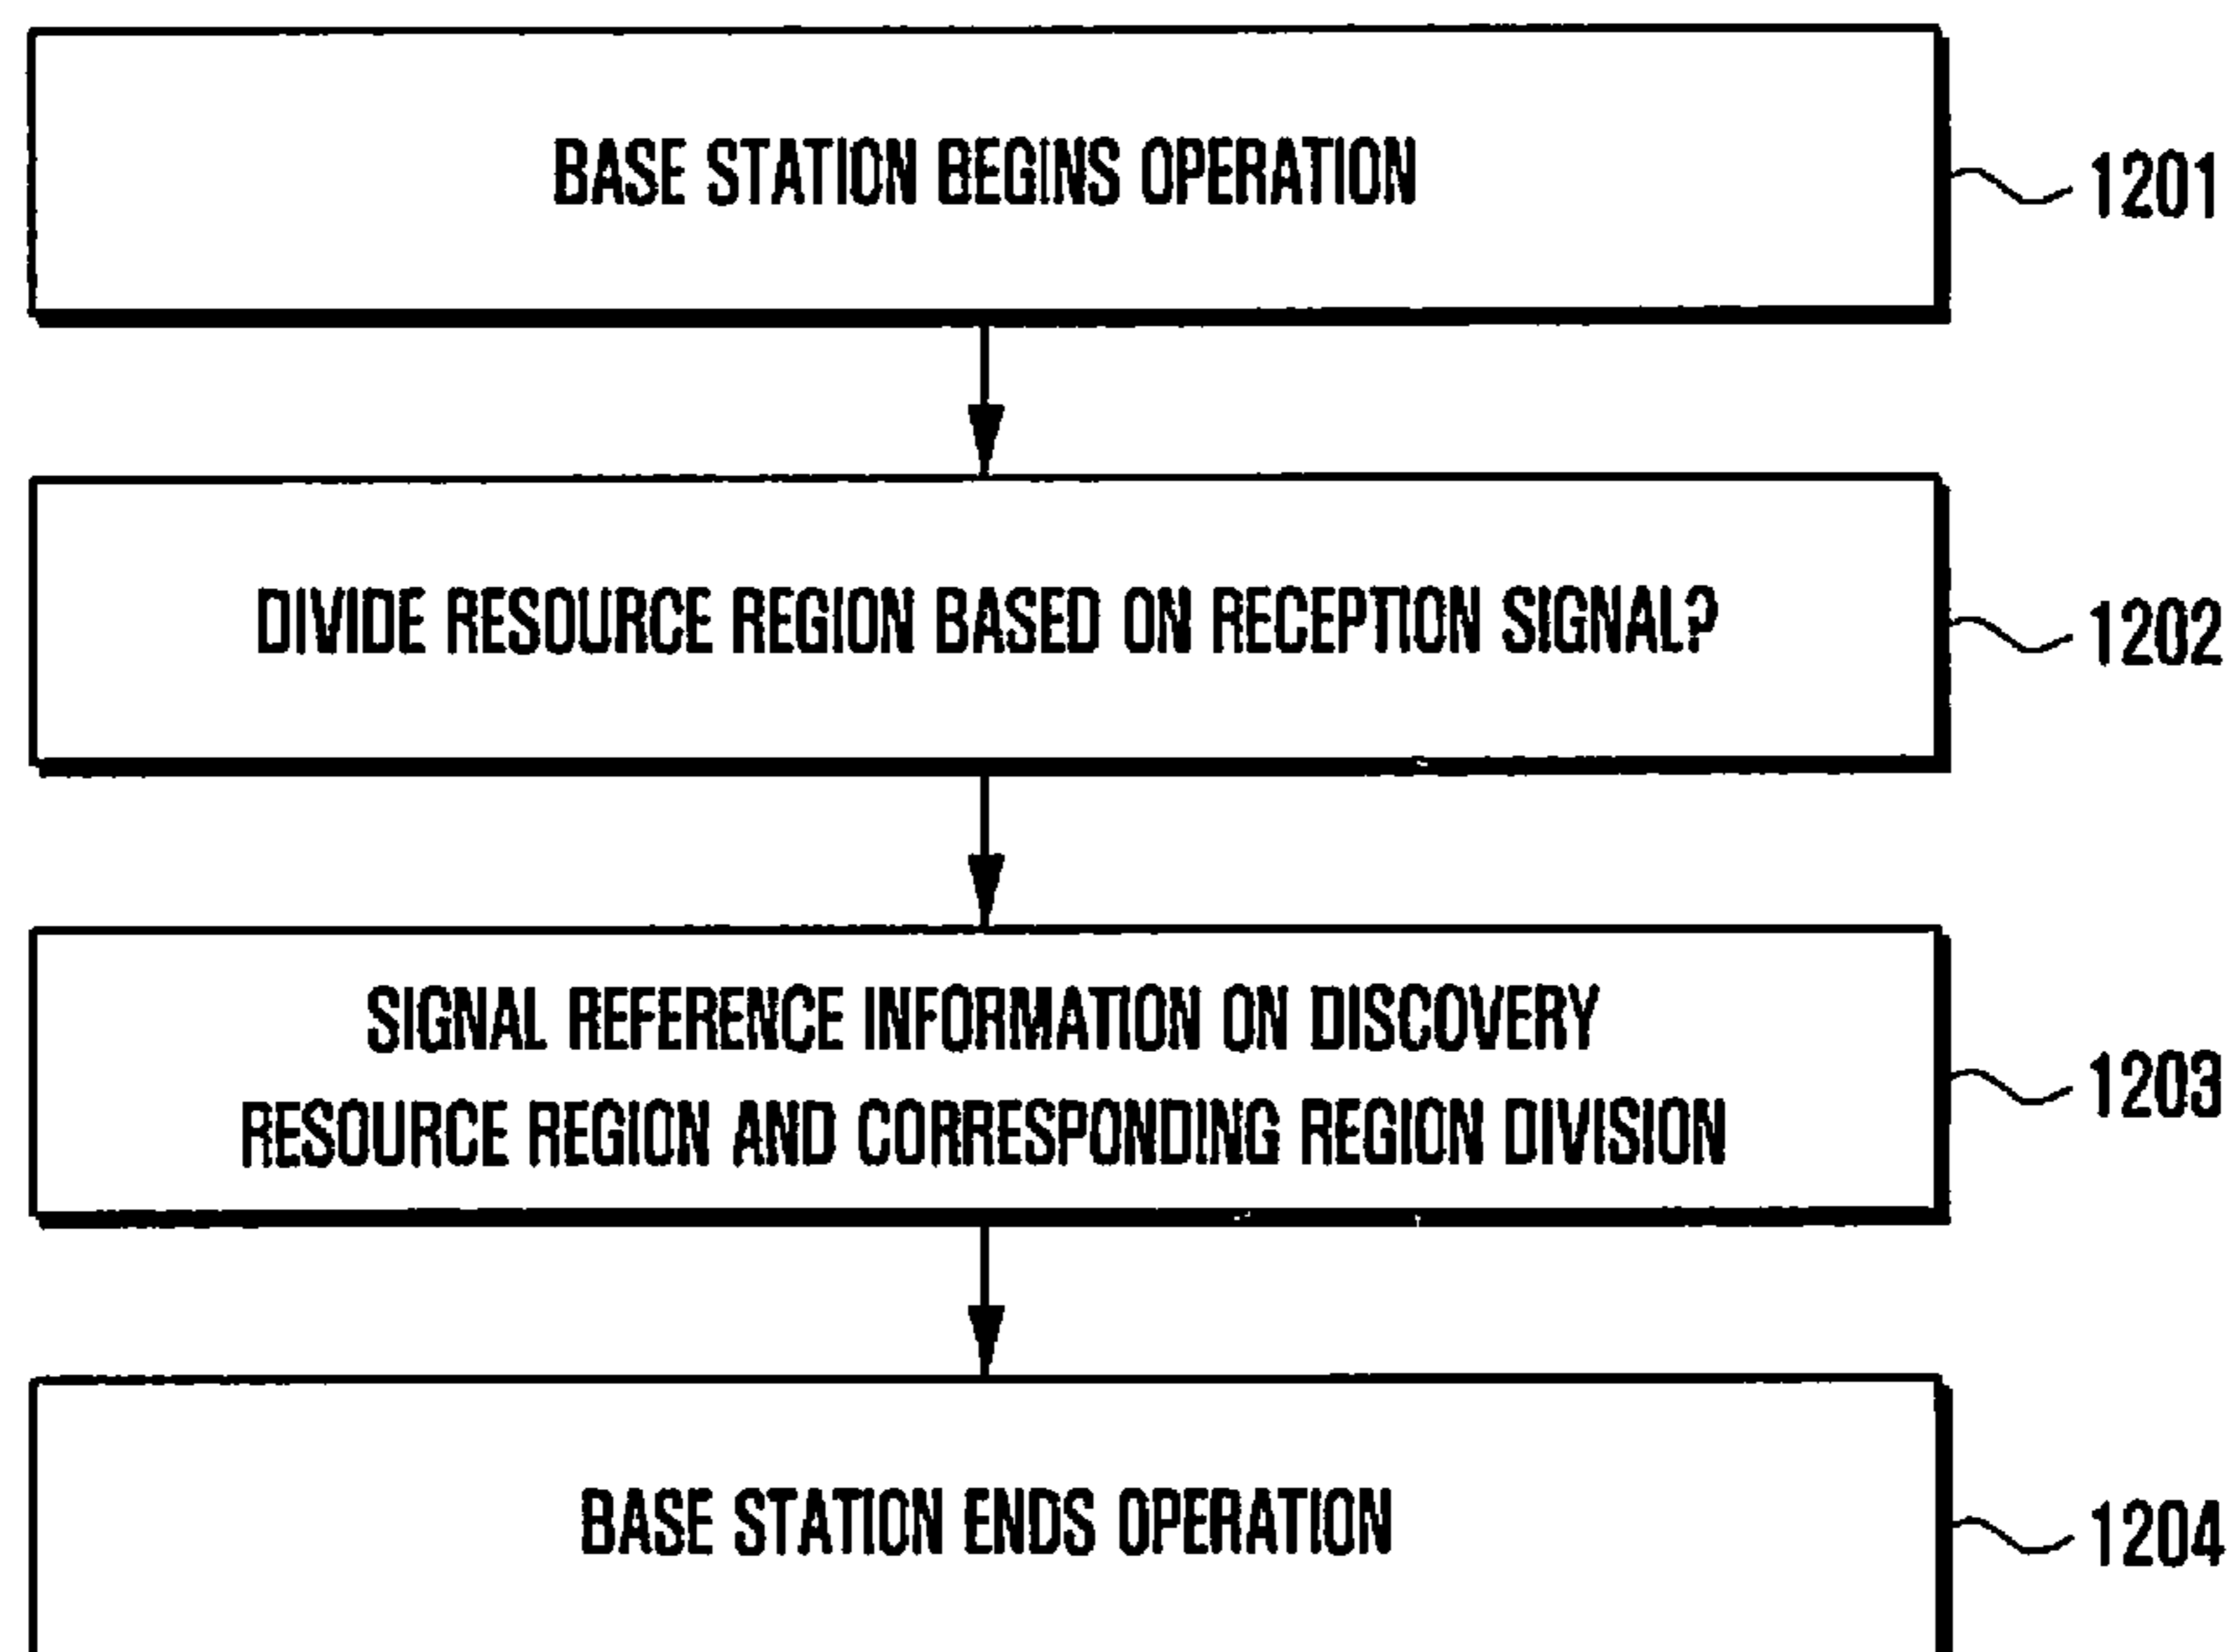 BASE STATION BEGINS OPERATION
1201
DIVIDE RESOURCE REGION BASED ON RECEPTION SIGNAL?
1202
SIGNAL REFERENCE INFORMATION ON DISCOVERY
RESOURCE REGION AND CORRESPONDING REGION DIVISION
1203
BASE STATION ENDS OPERATION
1204